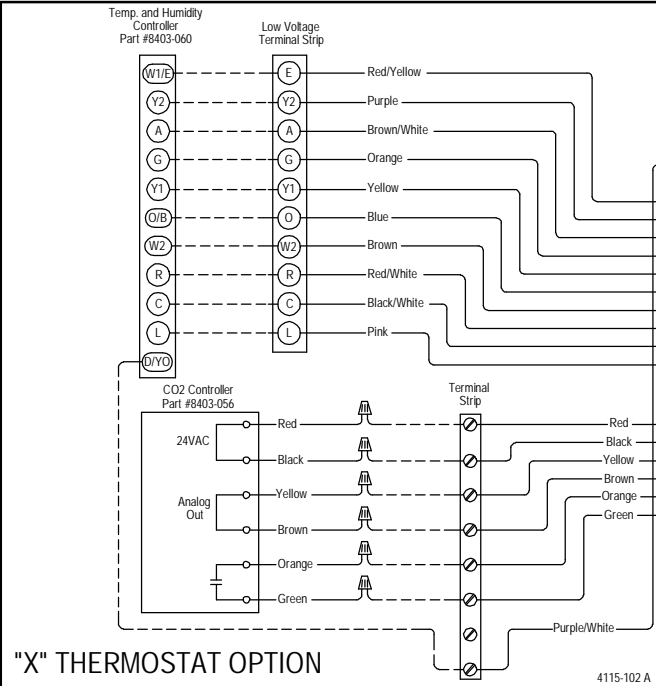 Temp. and Humidity
Controller
Part #8403-060
Low Voltage
Terminal Strip
W1/E E Red/Yellow
Y2 Y2 Purple
A A Brown/White
G G Orange
Y1 Y1 Yellow
O/B O Blue
W2 W2 Brown
R R Red/White
C C Black/White
L L Pink
D/YO
CO2 Controller
Part #8403-056
Terminal
Strip
24VAC
Red Red
Black Black
Analog
Out
Yellow Yellow
Brown Brown
Orange Orange
Green Green
Purple/White
"X" THERMOSTAT OPTION
4115-102 A